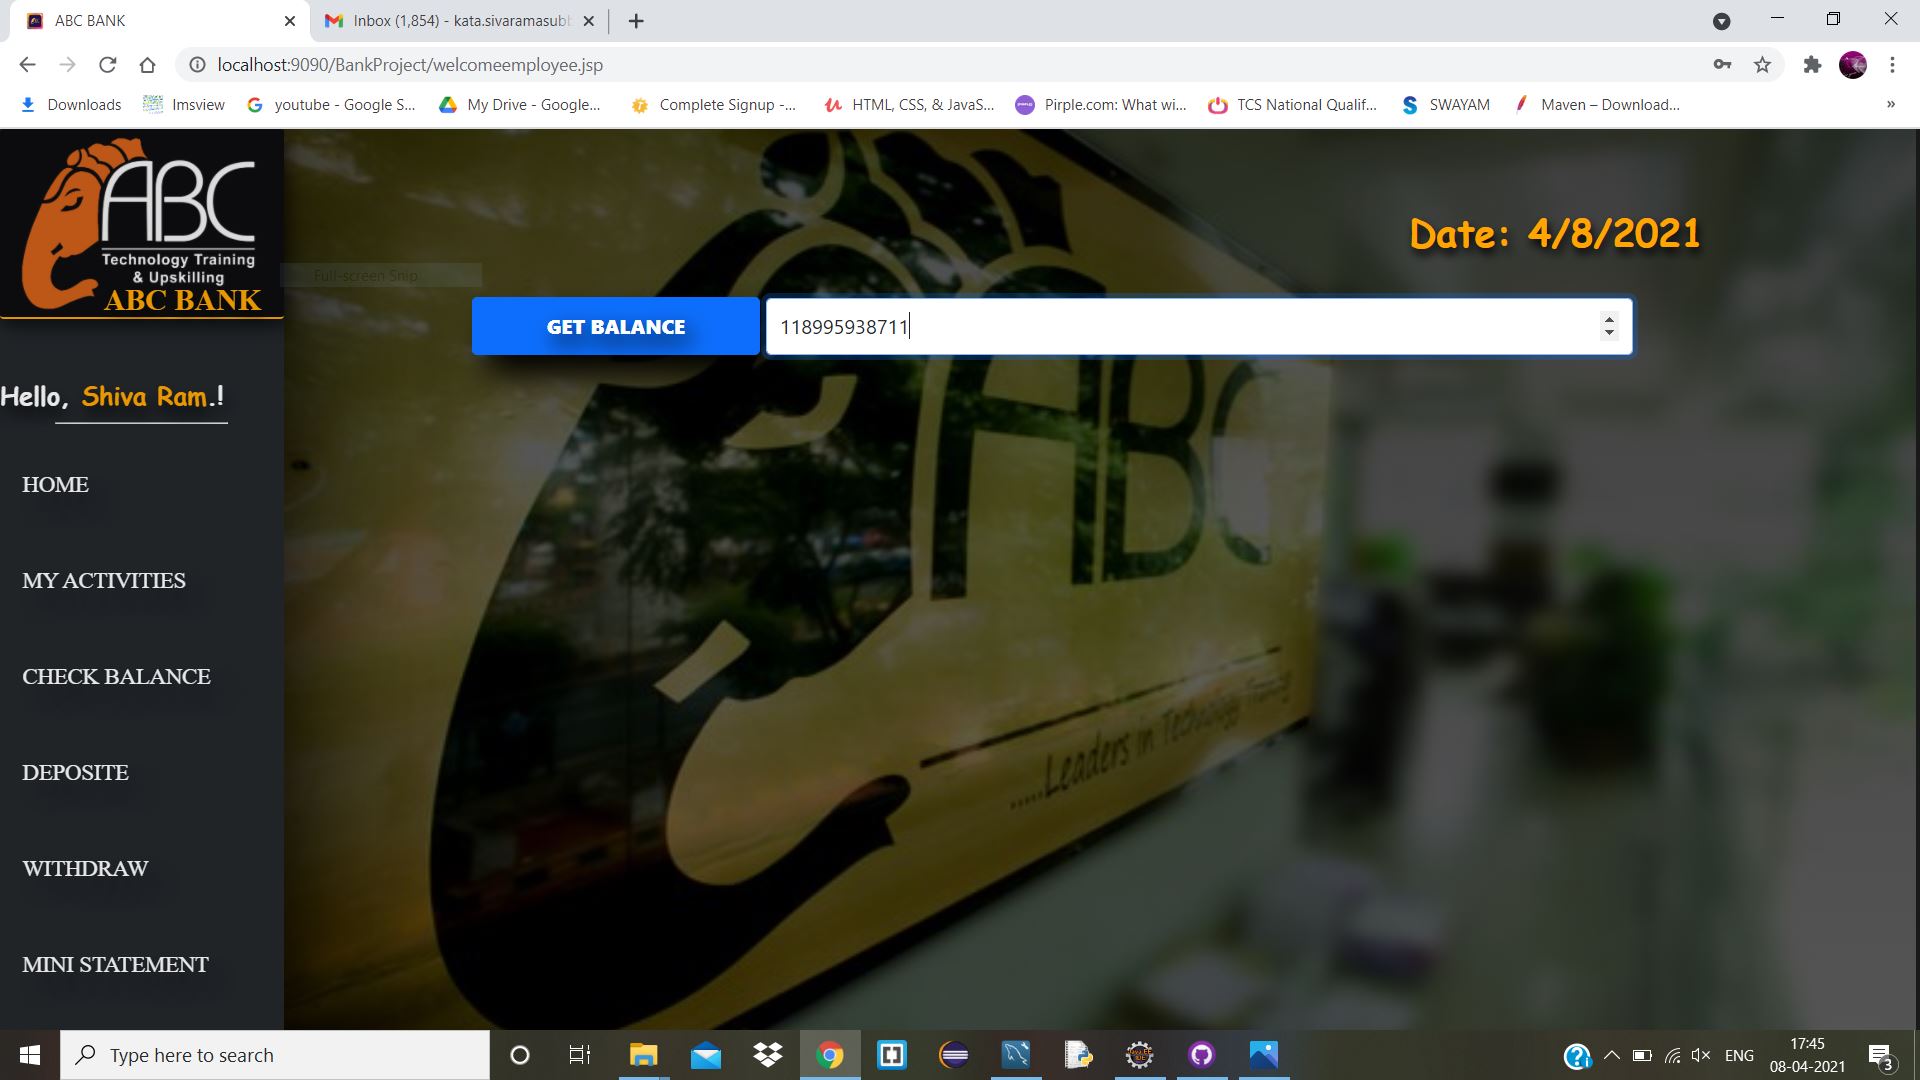 ABC BANK
Inbox (1,854) - kata.sivaramasubb
localhost:9090/BankProject/welcomeemployee.jsp
Downloads
Imsview
youtube - Google S...
My Drive - Google...
Complete Signup -...
HTML, CSS, & JavaS...
Pirple.com: What wi...
TCS National Qualif...
SWAYAM
Maven – Download...
»
ABC
Technology Training
& Upskilling
ABC BANK
Full-screen Snip
Date: 4/8/2021
GET BALANCE
118995938711
Hello, Shiva Ram.!
HOME
MY ACTIVITIES
CHECK BALANCE
DEPOSITE
WITHDRAW
MINI STATEMENT
ABC
.....Leaders in Technology Training
Type here to search
ENG
17:45
08-04-2021
3